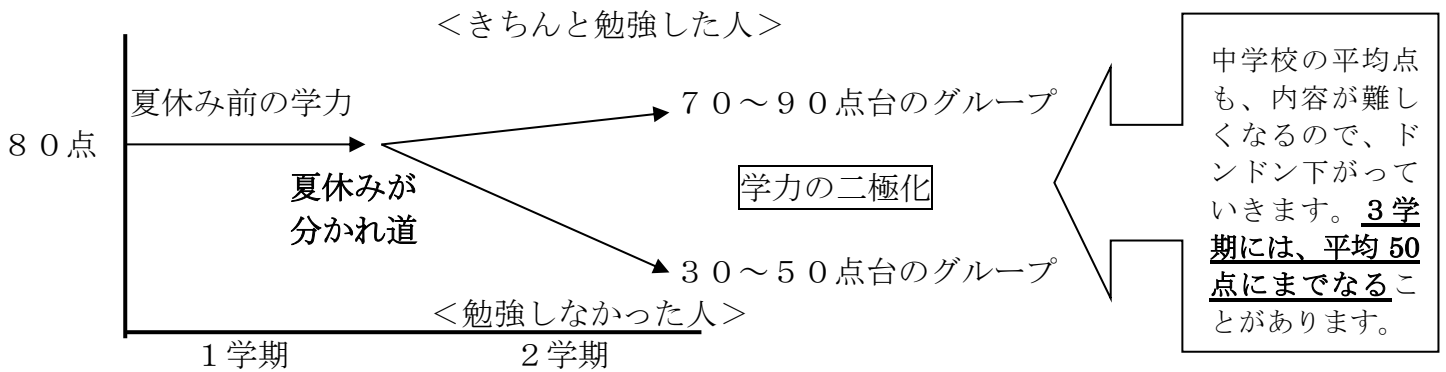 ＜きちんと勉強した人＞
夏休み前の学力
７０～９０点台のグループ
８０点
夏休みが
分かれ道
学力の二極化
３０～５０点台のグループ
＜勉強しなかった人＞
１学期
２学期
中学校の平均点
も、内容が難し
くなるので、ド
ンドン下がって
いきます。３学
期には、平均 50
点にまでなるこ
とがあります。